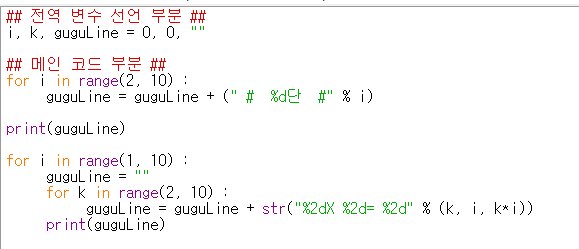 ## 전역 변수 선언 부분 ##
i, k, guguLine = 0, 0, ""
## 메인 코드 부분 ##
for i in range(2, 10) :
guguLine = guguLine + (" #  %d단  #" % i)
print(guguLine)
for i in range(1, 10) :
guguLine = ""
for k in range(2, 10) :
guguLine = guguLine + str("%2dX %2d= %2d" % (k, i, k*i))
print(guguLine)